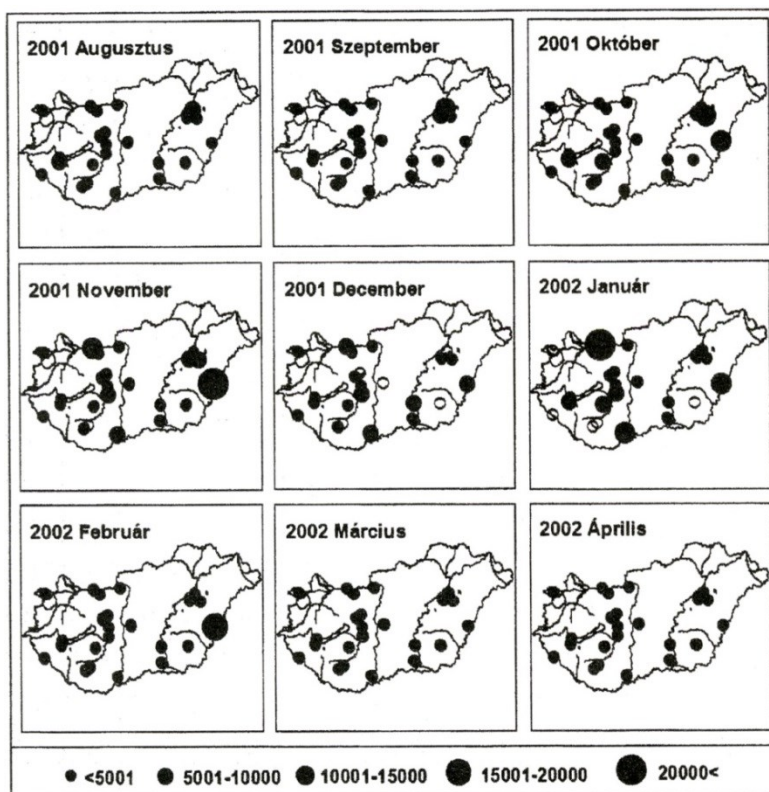 2001 Augusztus
2001 Szeptember
2001 Október
2001 November
2001 December
2002 Január
2002 Február
2002 Március
2002 Április
<5001 5001-10000 10001-15000 15001-20000 20000<